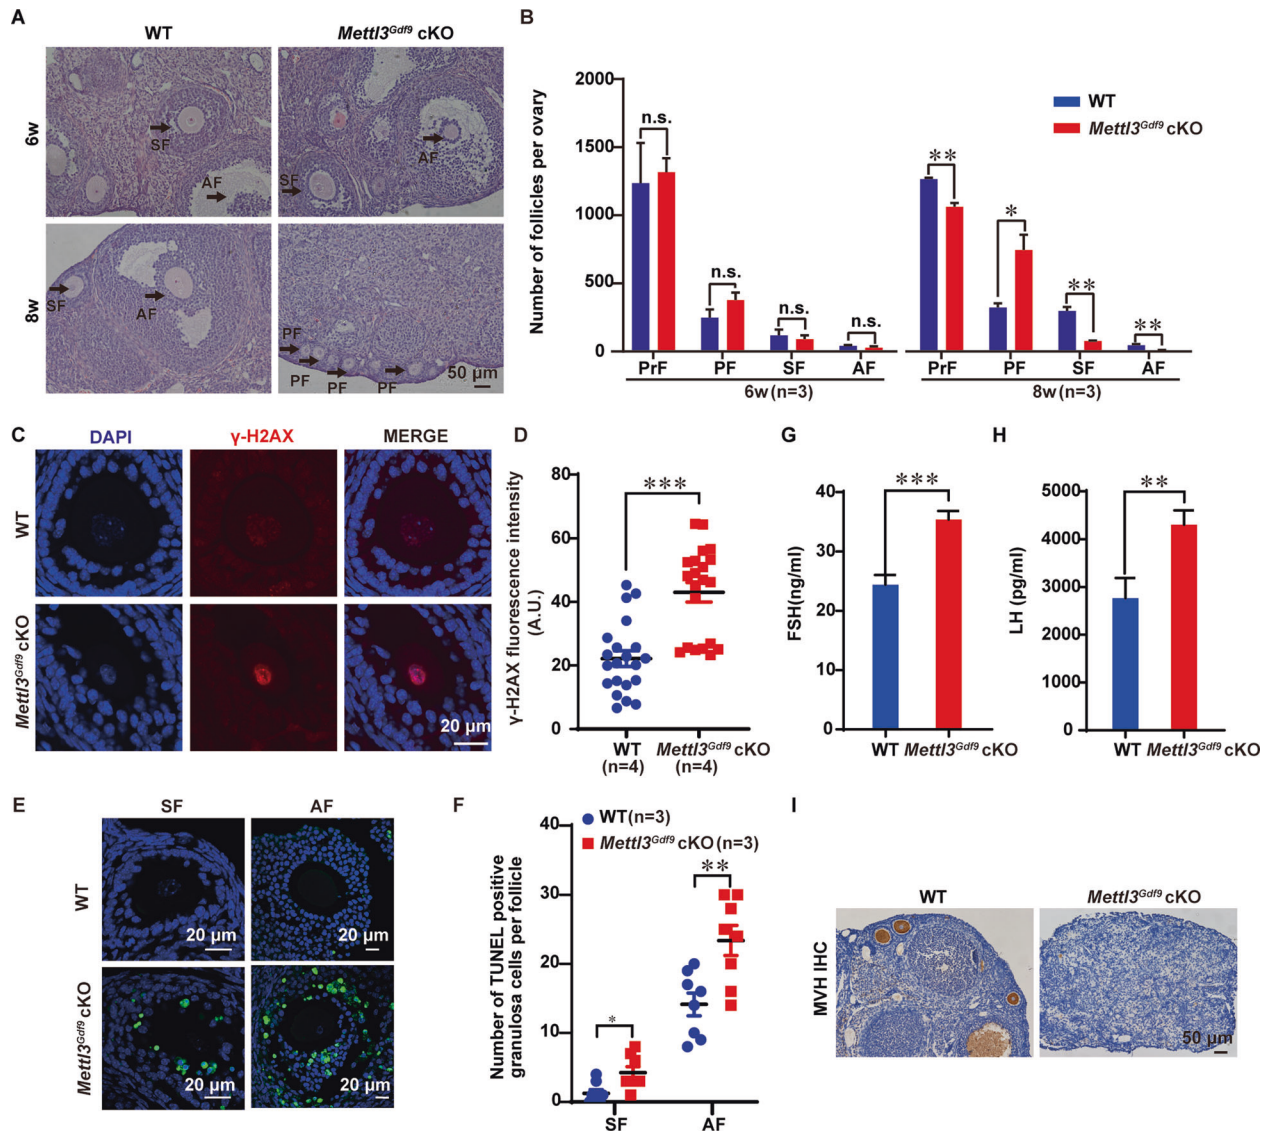 A
WT
Mettl3Gdf9 cKO
6w
SF
AF
AF
SF
8w
SF
AF
PF
PF
PF
PF
50 μm
B
Number of follicles per ovary
2000
1500
1000
500
0
WT
Mettl3Gdf9 cKO
n.s.
n.s.
n.s.
n.s.
**
*
**
**
PrF PF SF AF
6w(n=3)
PrF PF SF AF
8w(n=3)
C
DAPI
γ-H2AX
MERGE
WT
Mettl3Gdf9 cKO
20 μm
D
γ-H2AX fluorescence intensity
(A.U.)
80
60
40
20
0
***
WT
(n=4)
Mettl3Gdf9 cKO
(n=4)
G
FSH(ng/ml)
40
30
20
10
0
***
WT Mettl3Gdf9 cKO
H
LH (pg/ml)
5000
4000
3000
2000
1000
0
**
WT Mettl3Gdf9 cKO
E
SF
AF
WT
20 μm
20 μm
Mettl3Gdf9 cKO
20 μm
20 μm
F
WT(n=3)
Mettl3Gdf9 cKO(n=3)
Number of TUNEL positive
granulosa cells per follicle
40
30
20
10
0
*
**
SF
AF
I
WT
Mettl3Gdf9 cKO
MVH IHC
50 μm